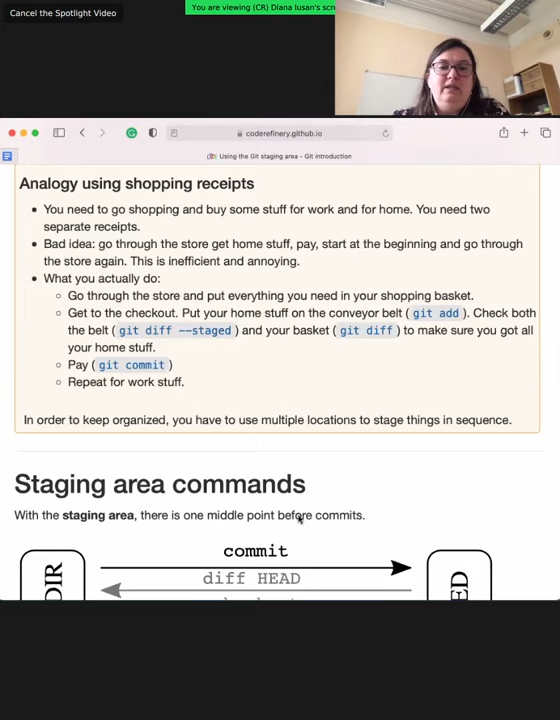 Cancel the Spotlight Video
You are viewing (CR) Diana Iusan's scre
coderefinery.github.io
Using the Git staging area - Git introduction
Analogy using shopping receipts
• You need to go shopping and buy some stuff for work and for home. You need two
separate receipts.
• Bad idea: go through the store get home stuff, pay, start at the beginning and go through
the store again. This is inefficient and annoying.
• What you actually do:
◦ Go through the store and put everything you need in your shopping basket.
◦ Get to the checkout. Put your home stuff on the conveyor belt ( git add ). Check both
the belt ( git diff --staged ) and your basket ( git diff ) to make sure you got all
your home stuff.
◦ Pay ( git commit )
◦ Repeat for work stuff.
In order to keep organized, you have to use multiple locations to stage things in sequence.
Staging area commands
With the staging area, there is one middle point before commits.
commit
diff HEAD
DIR
ED